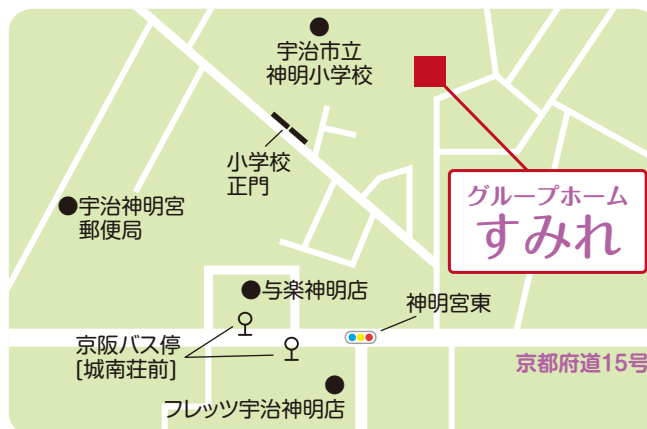 宇治市立
神明小学校
小学校
正門
グループホーム
すみれ
宇治神明宮
郵便局
与楽神明店
神明宮東
京阪バス停
[城南荘前]
京都府道15号
フレッツ宇治神明店